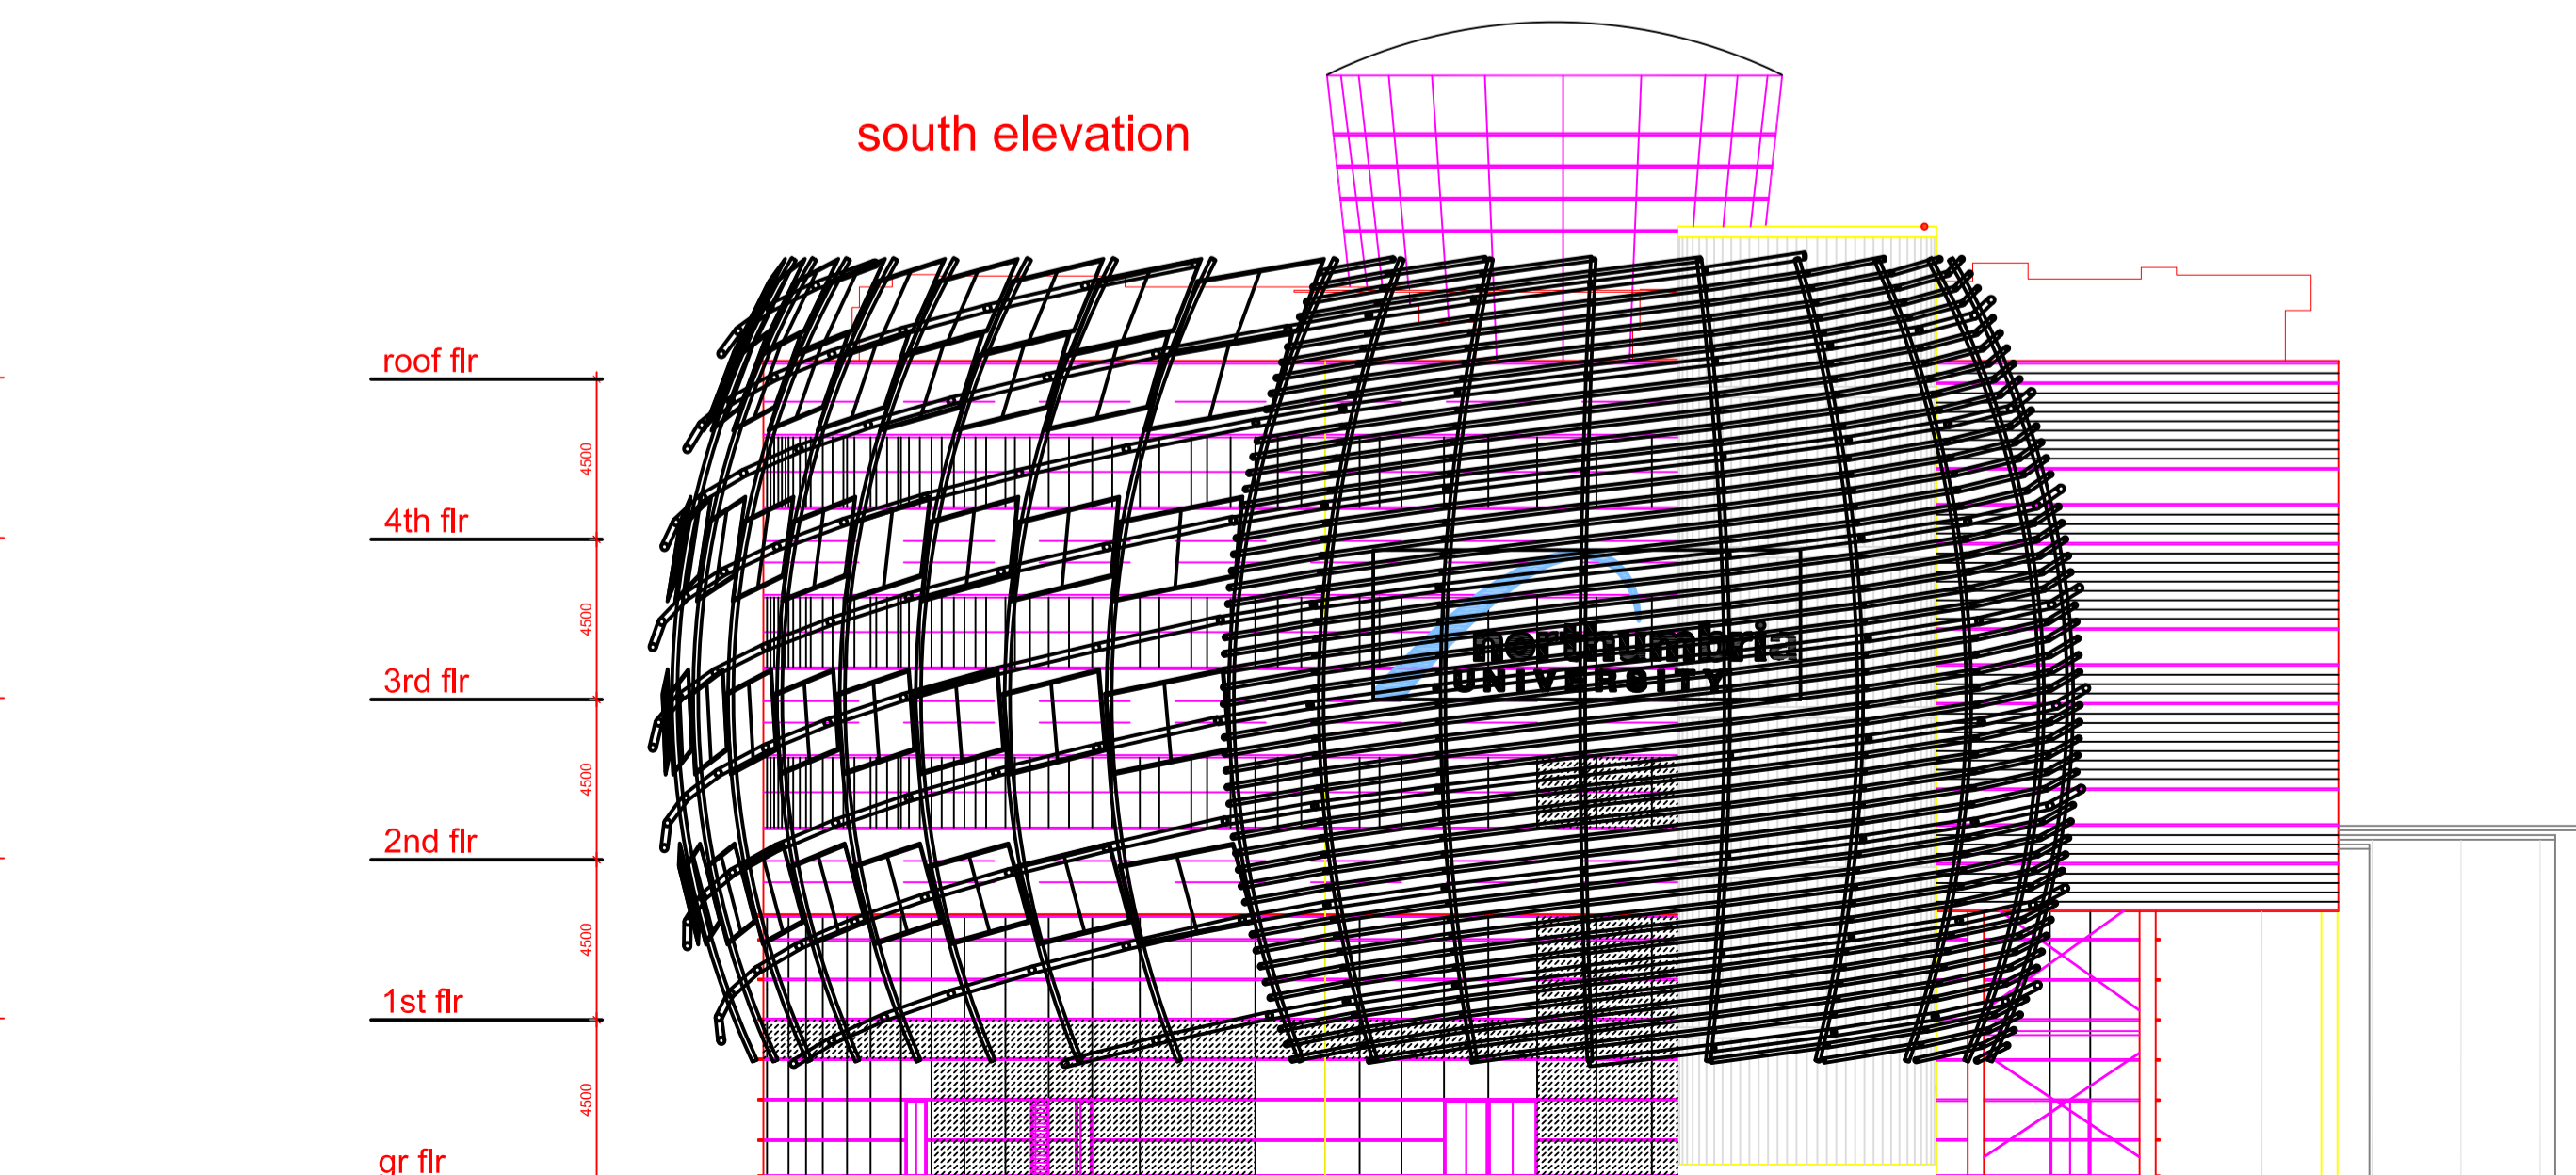 south elevation
roof flr
4500
4th flr
4500
northumbria
UNIVERSITY
3rd flr
4500
2nd flr
4500
1st flr
4500
gr flr